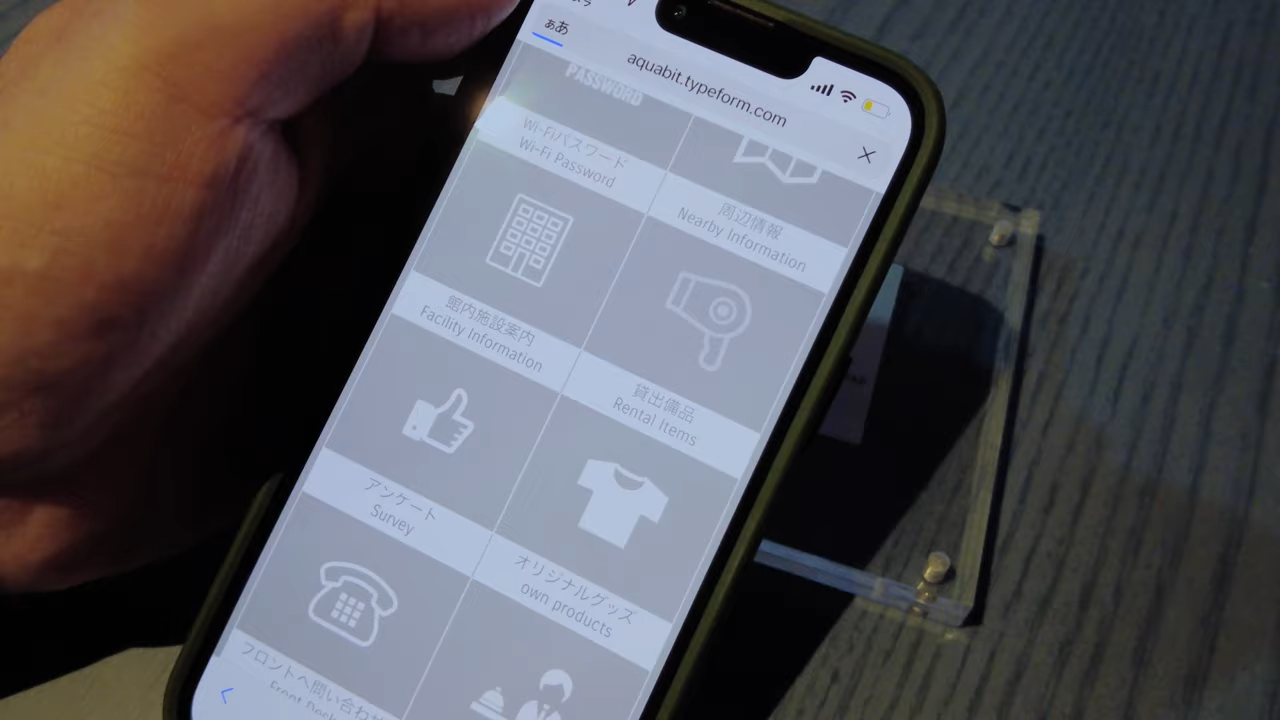 ぁあ
aquabit.typeform.com
PASSWORD
Wi-Fiパスワード
Wi-Fi Password
周辺情報
Nearby Information
館内施設案内
Facility Information
貸出備品
Rental Items
アンケート
Survey
オリジナルグッズ
own products
フロントへ問い合わせ
Front Desk